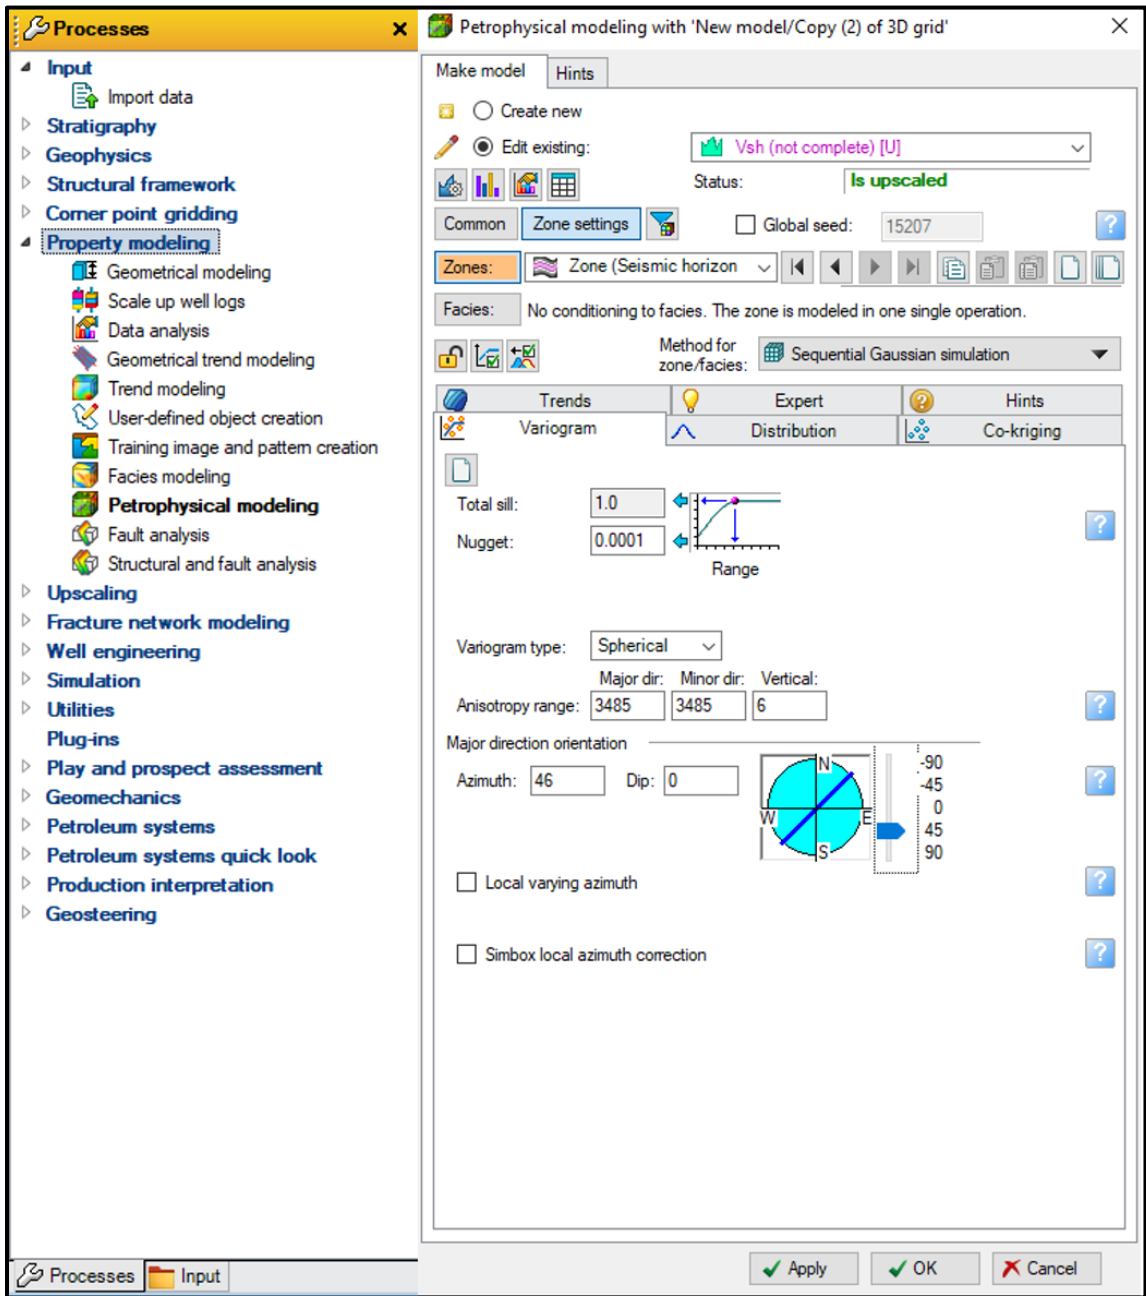 Processes
Input
Import data
Stratigraphy
Geophysics
Structural framework
Corner point gridding
Property modeling
Geometrical modeling
Scale up well logs
Data analysis
Geometrical trend modeling
Trend modeling
User-defined object creation
Training image and pattern creation
Facies modeling
Petrophysical modeling
Fault analysis
Structural and fault analysis
Upscaling
Fracture network modeling
Well engineering
Simulation
Utilities
Plug-ins
Play and prospect assessment
Geomechanics
Petroleum systems
Petroleum systems quick look
Production interpretation
Geosteering
Processes Input
Petrophysical modeling with 'New model/Copy (2) of 3D grid'
Make model Hints
Create new
Edit existing: Vsh (not complete) [U]
Status: Is upscaled
Common Zone settings Global seed: 15207 ?
Zones: Zone (Seismic horizon
Facies: No conditioning to facies. The zone is modeled in one single operation.
Method for
zone/facies: Sequential Gaussian simulation
Trends Expert ? Hints
Variogram Distribution Co-kriging
Total sill: 1.0
Nugget: 0.0001 ?
Range
Variogram type: Spherical
Major dir: Minor dir: Vertical:
Anisotropy range: 3485 3485 6 ?
Major direction orientation
Azimuth: 46 Dip: 0 ?
N
W E
S
-90
-45
0
45
90
Local varying azimuth ?
Simbox local azimuth correction ?
Apply OK Cancel